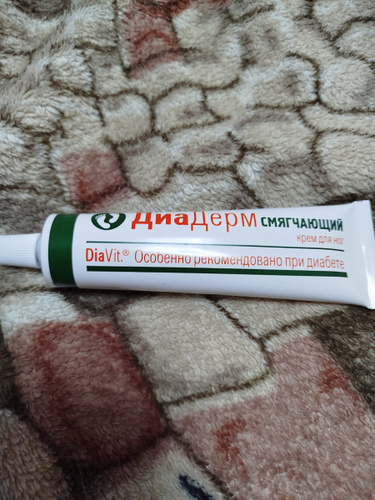 ДиаДерм смягчающий
крем для ног
DiaVit.® Особенно рекомендовано при диабете